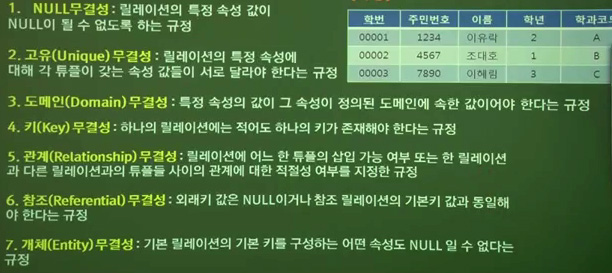 1. NULL무결성 : 릴레이션의 특정 속성 값이
NULL이 될 수 없도록 하는 규정
2. 고유(Unique) 무결성 : 릴레이션의 특정 속성에
대해 각 튜플이 갖는 속성 값들이 서로 달라야 한다는 규정
학번 주민번호 이름 학년 학과코드
00001 1234 이유락 2 A
00002 4567 조대호 1 B
00003 7890 이혜림 3 C
3. 도메인(Domain) 무결성 : 특정 속성의 값이 그 속성이 정의된 도메인에 속한 값이어야 한다는 규정
4. 키(Key) 무결성 : 하나의 릴레이션에는 적어도 하나의 키가 존재해야 한다는 규정
5. 관계(Relationship) 무결성 : 릴레이션에 어느 한 튜플의 삽입 가능 여부 또는 한 릴레이션
과 다른 릴레이션과의 튜플들 사이의 관계에 대한 적절성 여부를 지정한 규정
6. 참조(Referential) 무결성 : 외래키 값은 NULL이거나 참조 릴레이션의 기본키 값과 동일해
야 한다는 규정
7. 개체(Entity) 무결성 : 기본 릴레이션의 기본 키를 구성하는 어떤 속성도 NULL 일 수 없다는
규정